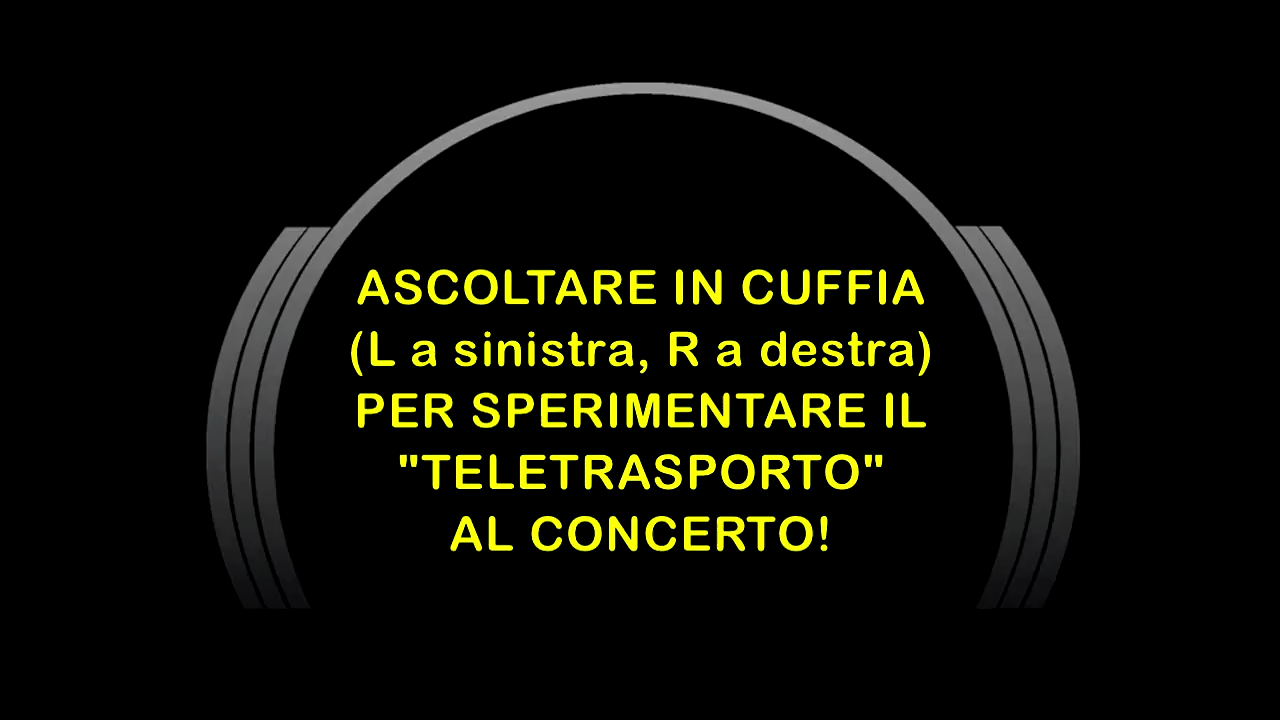 ASCOLTARE IN CUFFIA
(L a sinistra, R a destra)
PER SPERIMENTARE IL
"TELETRASPORTO"
AL CONCERTO!